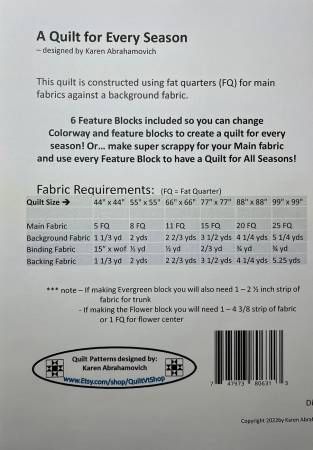 A Quilt for Every Season
– designed by Karen Abrahamovich
This quilt is constructed using fat quarters (FQ) for main
fabrics against a background fabric.
6 Feature Blocks included so you can change
Colorway and feature blocks to create a quilt for every
season! Or… make super scrappy for your Main fabric
and use every Feature Block to have a Quilt for All Seasons!
Fabric Requirements: (FQ = Fat Quarter)
Quilt Size → 44" x 44" 55" x 55" 66" x 66" 77" x 77" 88" x 88" 99" x 99"
Main Fabric 5 FQ 8 FQ 11 FQ 15 FQ 20 FQ 25 FQ
Background Fabric 1 1/3 yd 2 yds 2 2/3 yds 3 1/2 yds 4 1/4 yds 5 1/4 yds
Binding Fabric 15" x wof ½ yd ½ yd 2/3 yd ¾ yd ¾ yd
Backing Fabric 1 1/3 yd 2 yds 2 2/3 yds 3 1/2 yds 4 1/4 yds 5.25 yds
*** note – If making Evergreen block you will also need 1 – 2 ½ inch strip of
fabric for trunk
- If making the Flower block you will need 1 – 4 3/8 strip of fabric
or 1 FQ for flower center
Quilt Patterns designed by:
Karen Abrahamovich
www.Etsy.com/shop/QuiltVtShop
7 47973 80631 3
Di
Copyright 2022by Karen Abrah